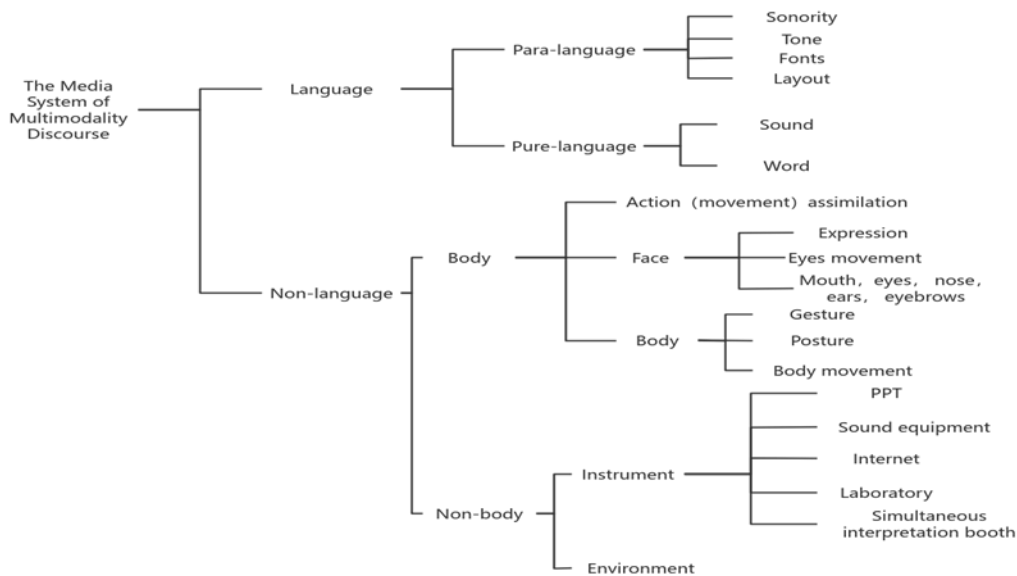 The Media
System of
Multimodality
Discourse
Language
Para-language
Sonority
Tone
Fonts
Layout
Pure-language
Sound
Word
Non-language
Body
Action (movement) assimilation
Face
Expression
Eyes movement
Mouth, eyes, nose,
ears, eyebrows
Body
Gesture
Posture
Body movement
Non-body
Instrument
PPT
Sound equipment
Internet
Laboratory
Simultaneous
interpretation booth
Environment